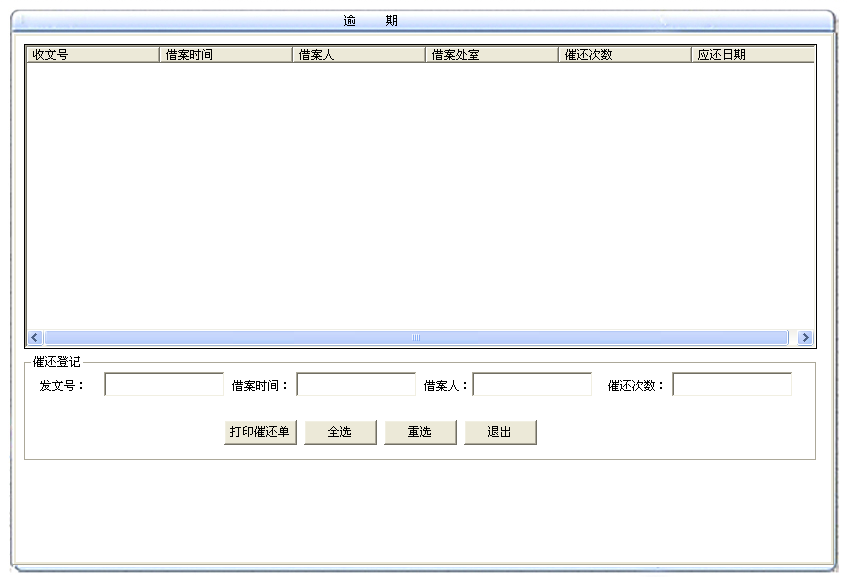 逾 期
收文号 借案时间 借案人 借案处室 催还次数 应还日期
催还登记
发文号： 借案时间： 借案人： 催还次数：
打印催还单 全选 重选 退出